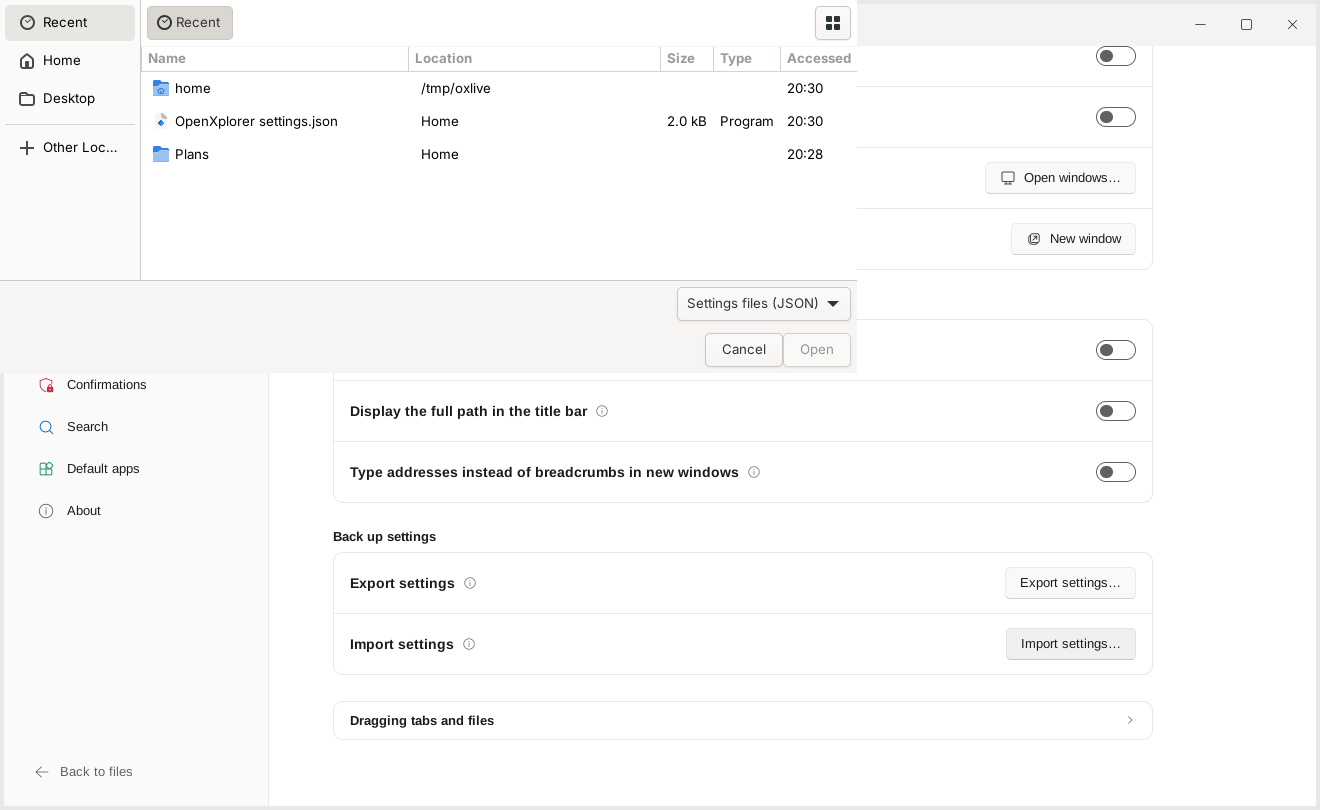 Recent
Home
Desktop
Other Loc...
Recent
Name Location Size Type Accessed
home /tmp/oxlive 20:30
OpenXplorer settings.json Home 2.0 kB Program 20:30
Plans Home 20:28
Settings files (JSON)
Cancel Open
Open windows…
New window
Confirmations
Search
Default apps
About
Back to files
Display the full path in the title bar
Type addresses instead of breadcrumbs in new windows
Back up settings
Export settings Export settings…
Import settings Import settings…
Dragging tabs and files